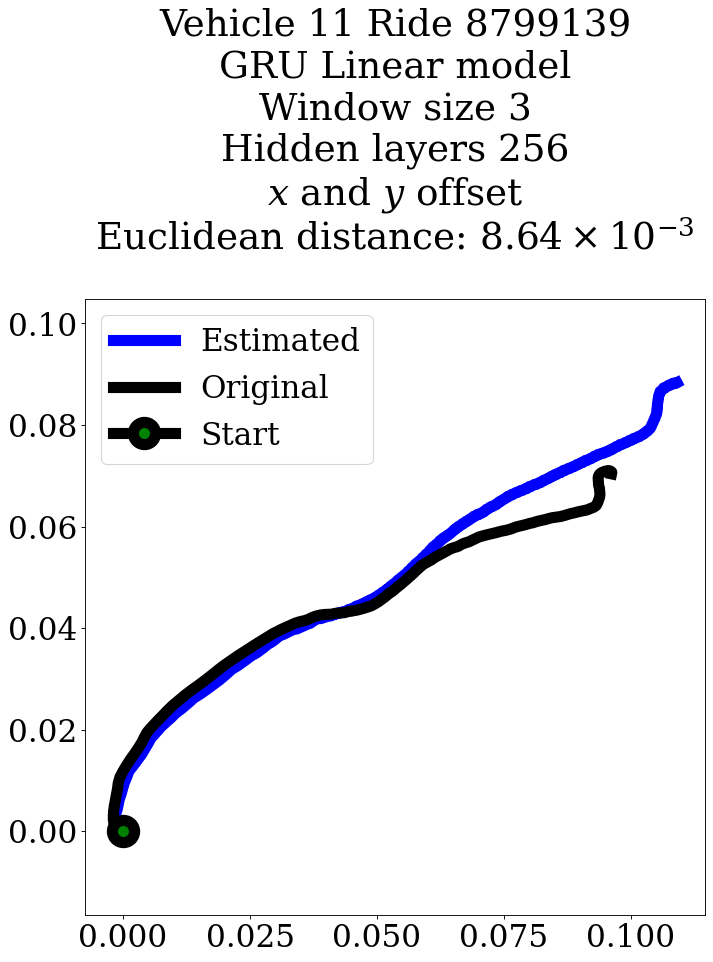 Vehicle 11 Ride 8799139
GRU Linear model
Window size 3
Hidden layers 256
x and y offset
Euclidean distance: 8.64 × 10⁻³
Estimated
Original
Start
0.10
0.08
0.06
0.04
0.02
0.00
0.000 0.025 0.050 0.075 0.100